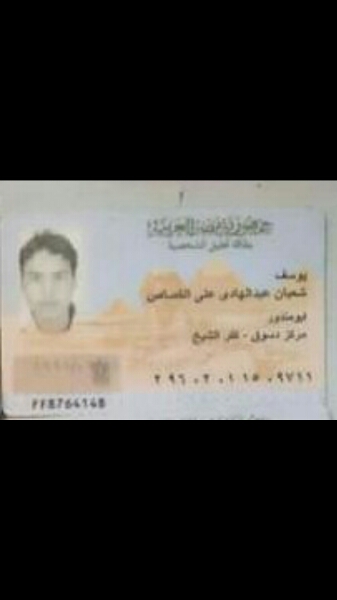 جمهورية مصر العربية
بطاقة تحقيق الشخصية
يوسف
شعبان عبدالهادى على القصاص
ابومندور
مركز دسوق - كفر الشيخ
٢٩٦٠٢٠١١٥٠٩٧١١
FF8764148